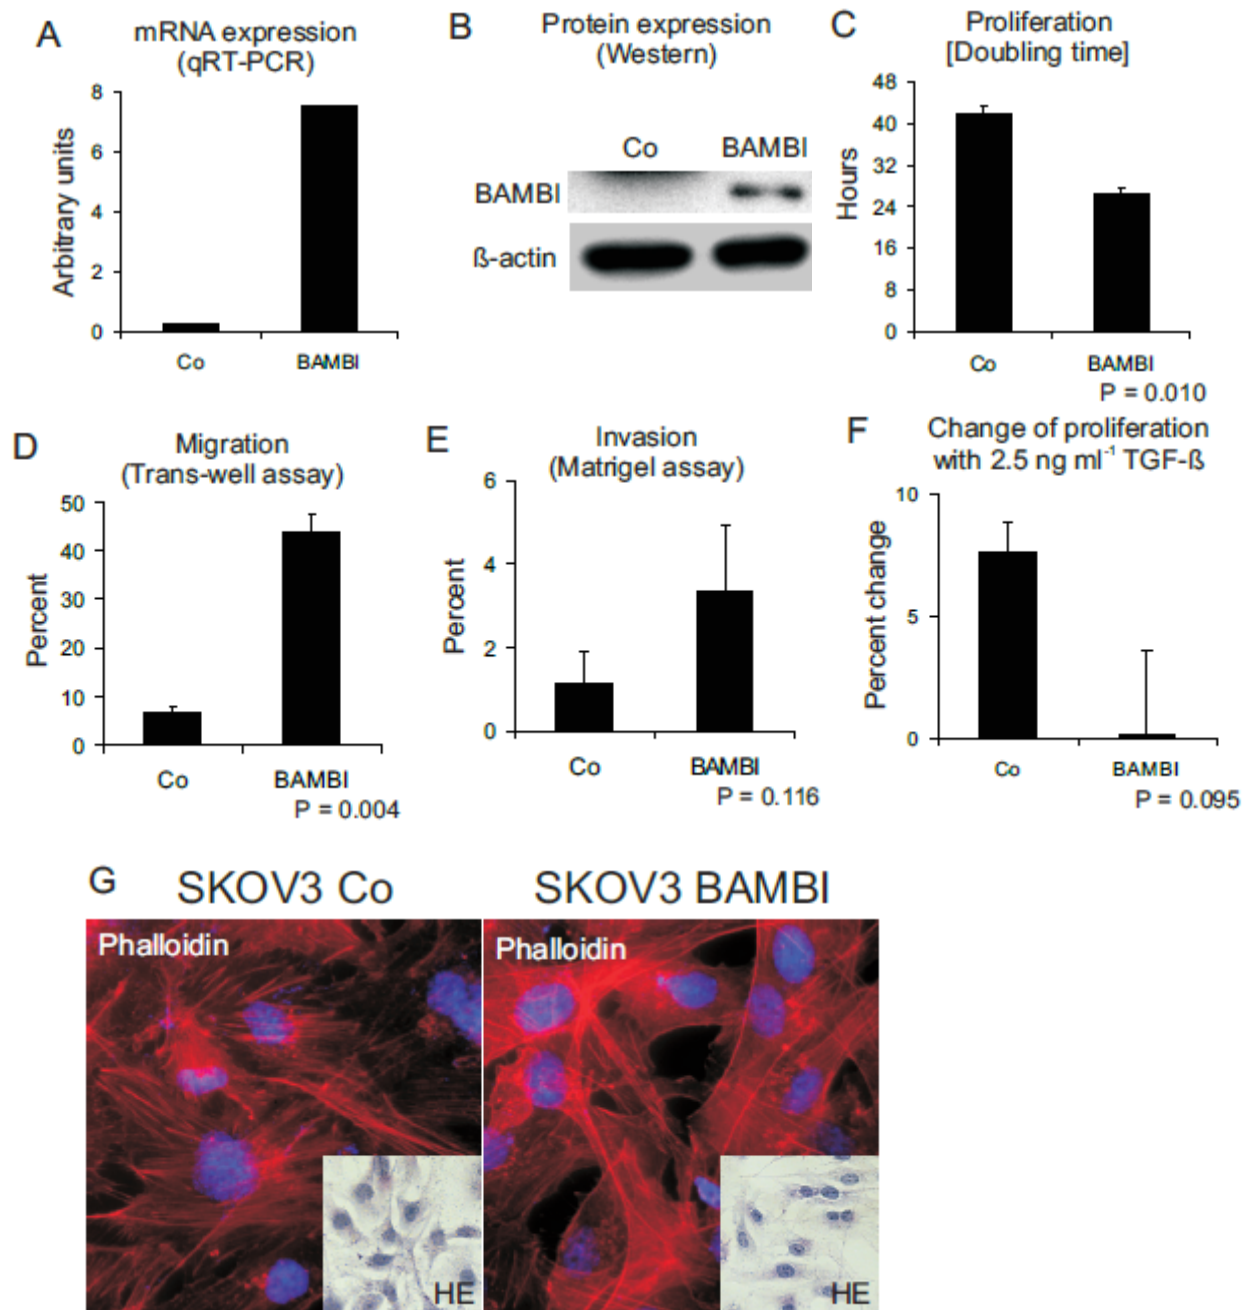 A
mRNA expression
(qRT-PCR)
Arbitrary units
8
6
4
2
0
Co
BAMBI
B
Protein expression
(Western)
Co
BAMBI
BAMBI
ß-actin
C
Proliferation
[Doubling time]
Hours
48
40
32
24
16
8
0
Co
BAMBI
P = 0.010
D
Migration
(Trans-well assay)
Percent
50
40
30
20
10
0
Co
BAMBI
P = 0.004
E
Invasion
(Matrigel assay)
Percent
6
4
2
0
Co
BAMBI
P = 0.116
F
Change of proliferation
with 2.5 ng ml⁻¹ TGF-ß
Percent change
10
5
0
Co
BAMBI
P = 0.095
G
SKOV3 Co
SKOV3 BAMBI
Phalloidin
Phalloidin
HE
HE